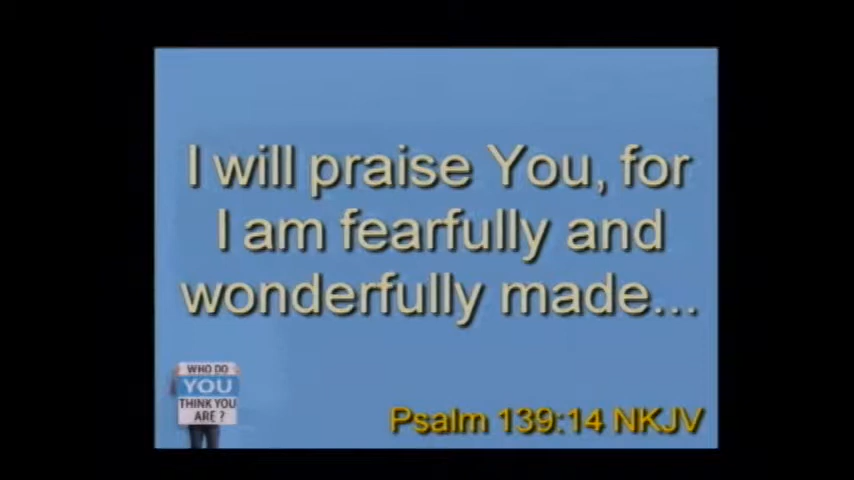 I will praise You, for
I am fearfully and
wonderfully made...
WHO DO
YOU
THINK YOU
ARE ?
Psalm 139:14 NKJV